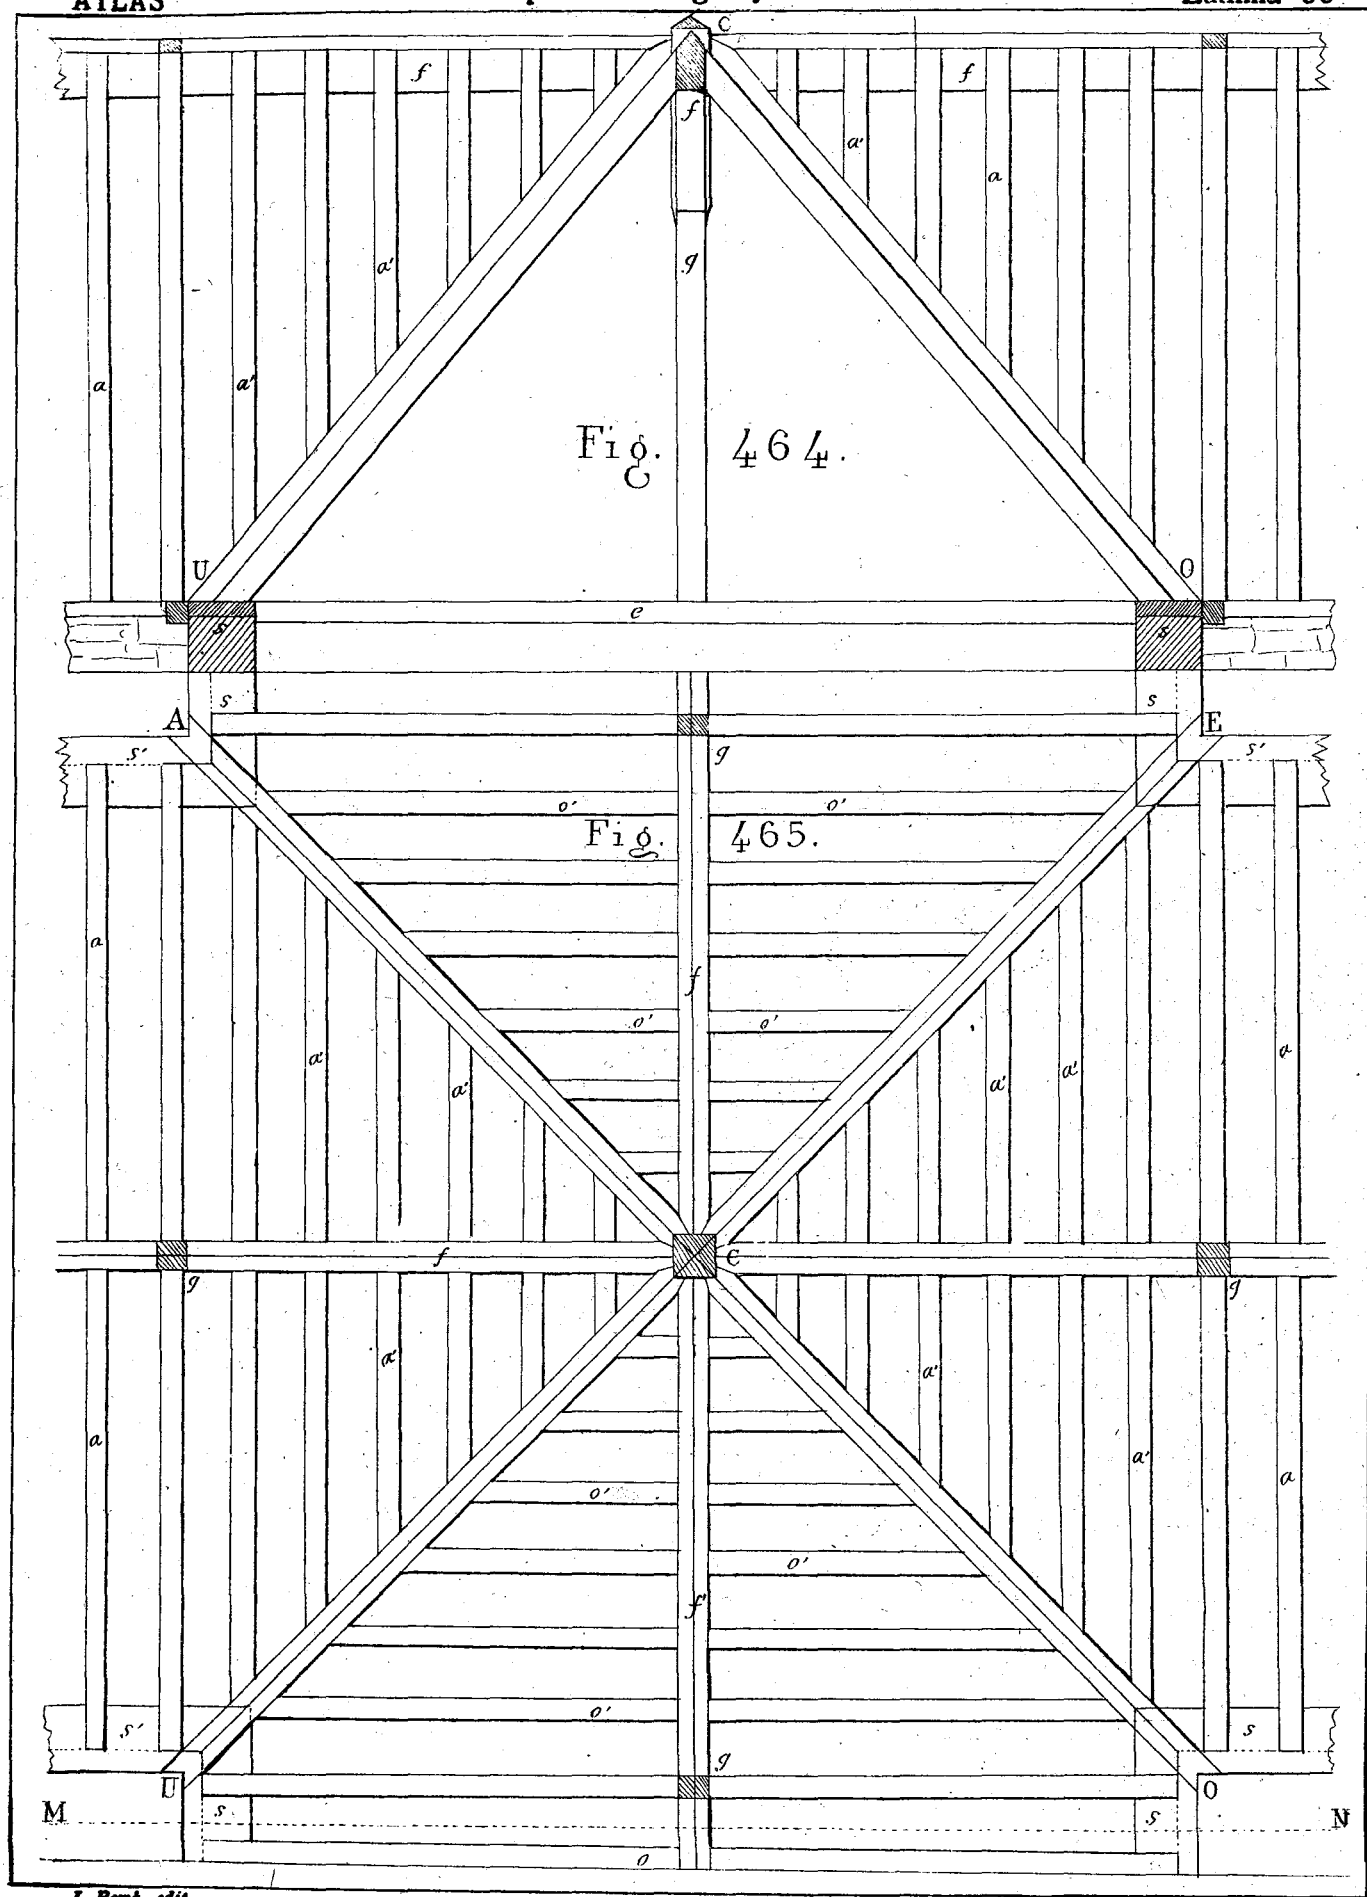 ATLAS
C
f f
f
a'
a
g
a'
a a'
Fig. 464.
U O
e
s s
s s
A E
s' g s'
o' o'
Fig. 465.
a
f
o' o'
a' a' a' a' a
f C
g g
a' a'
a a' a
o'
o'
f'
o'
s' s
g
U O
M s s N
o